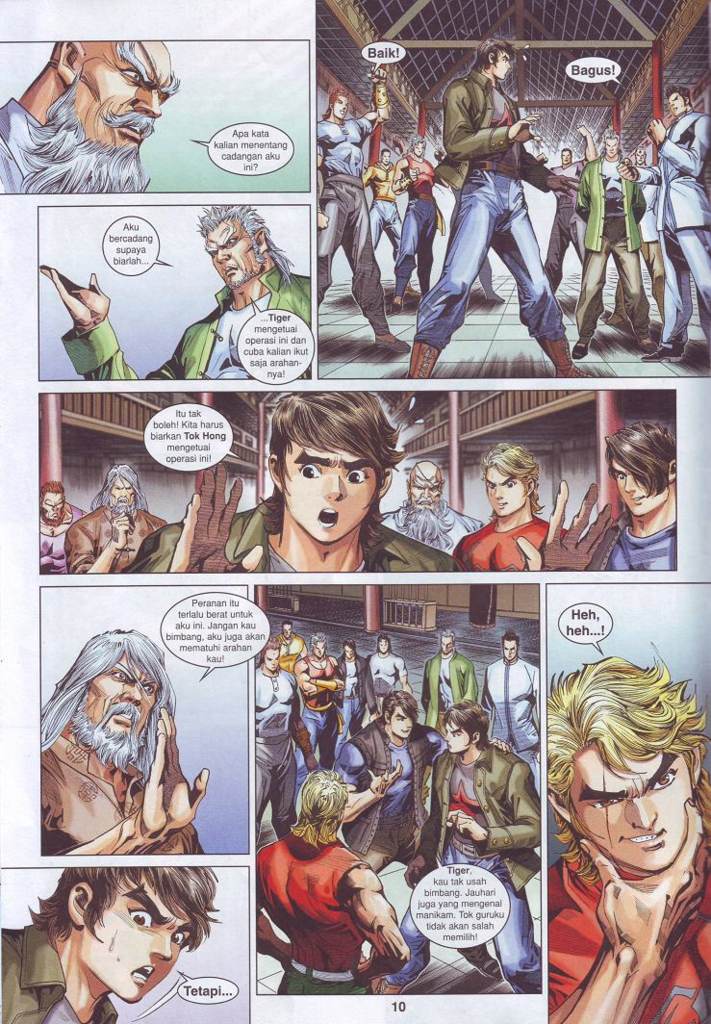 Apa kata
kalian menentang
cadangan aku
ini?
Aku
bercadang
supaya
biarlah...
...Tiger
mengetuai
operasi ini dan
cuba kalian ikut
saja arahan-
nya!
Baik!
Bagus!
Itu tak
boleh! Kita harus
biarkan Tok Hong
mengetuai
operasi ini!
Peranan itu
terlalu berat untuk
aku ini. Jangan kau
bimbang, aku juga akan
mematuhi arahan
kau!
Tetapi...
Tiger,
kau tak usah
bimbang. Jauhari
juga yang mengenal
manikam. Tok guruku
tidak akan salah
memilih!
Heh,
heh...!
10